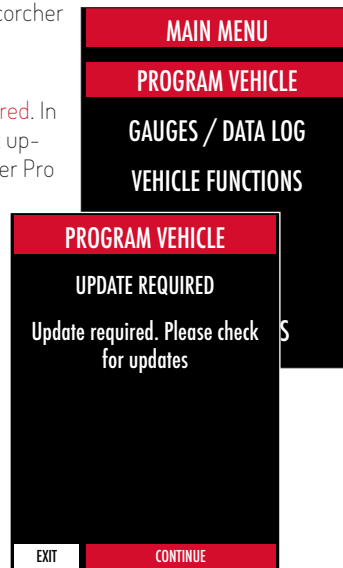 corcher
red. In
up-
er Pro
MAIN MENU
PROGRAM VEHICLE
GAUGES / DATA LOG
VEHICLE FUNCTIONS
S
PROGRAM VEHICLE
UPDATE REQUIRED
Update required. Please check
for updates
EXIT
CONTINUE